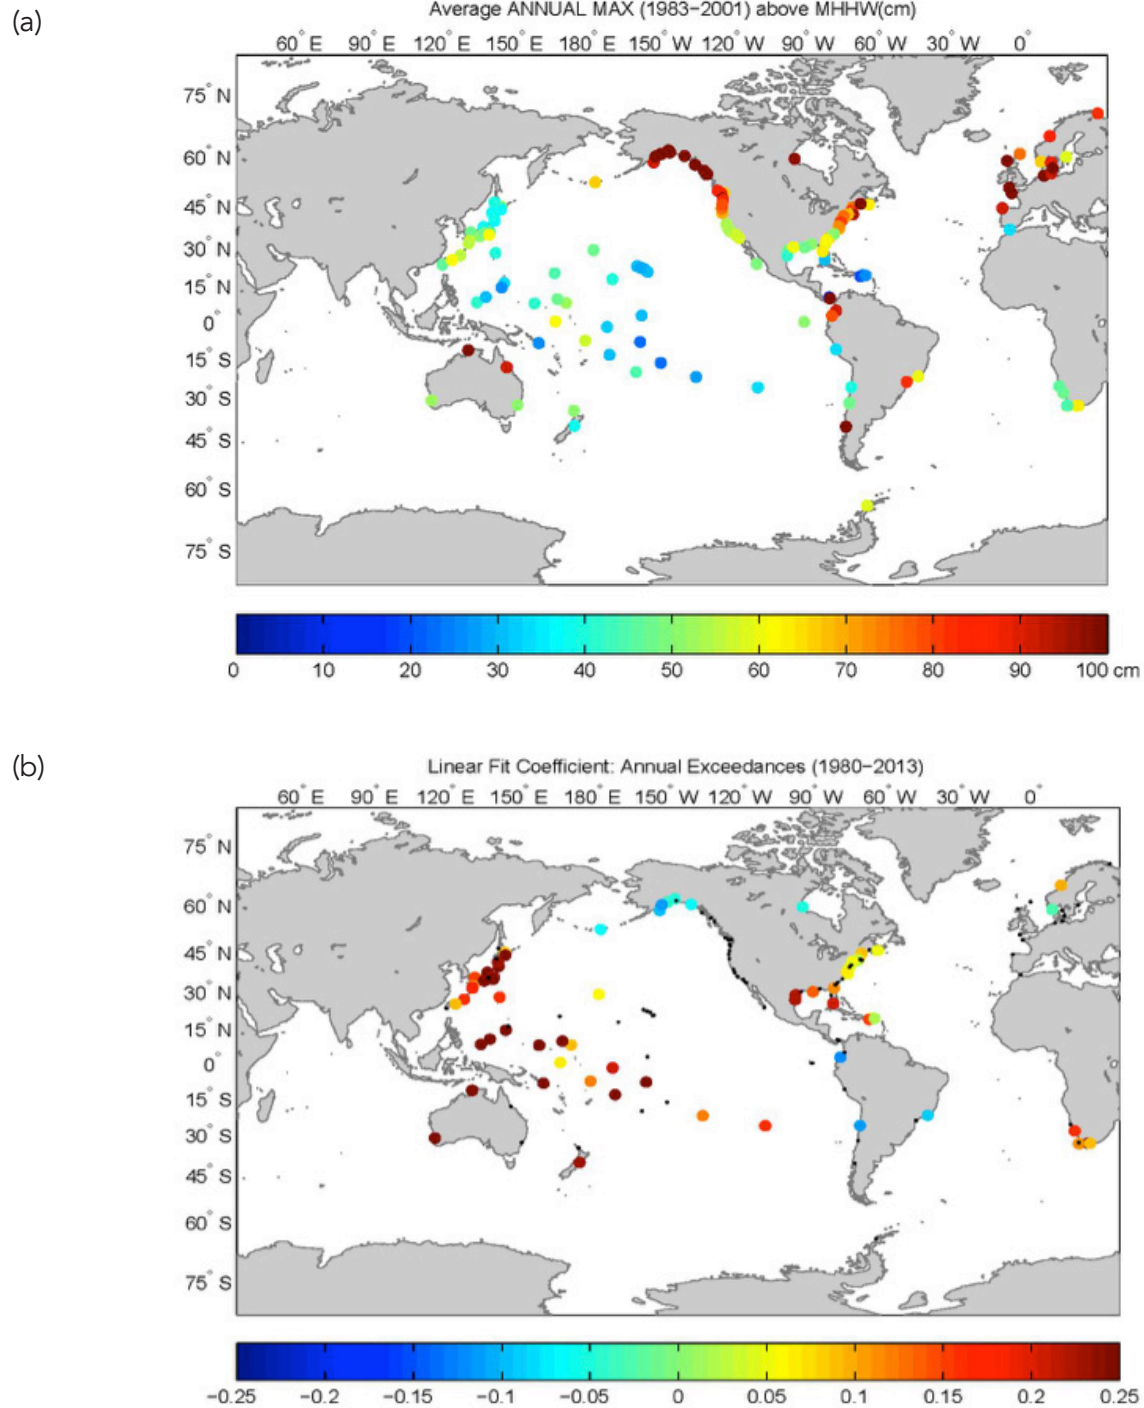 (a)
Average ANNUAL MAX (1983−2001) above MHHW(cm)
60° E 90° E 120° E 150° E 180° E 150° W 120° W 90° W 60° W 30° W 0°
75° N
60° N
45° N
30° N
15° N
0°
15° S
30° S
45° S
60° S
75° S
0 10 20 30 40 50 60 70 80 90 100 cm
(b)
Linear Fit Coefficient: Annual Exceedances (1980−2013)
60° E 90° E 120° E 150° E 180° E 150° W 120° W 90° W 60° W 30° W 0°
75° N
60° N
45° N
30° N
15° N
0°
15° S
30° S
45° S
60° S
75° S
−0.25 −0.2 −0.15 −0.1 −0.05 0 0.05 0.1 0.15 0.2 0.25